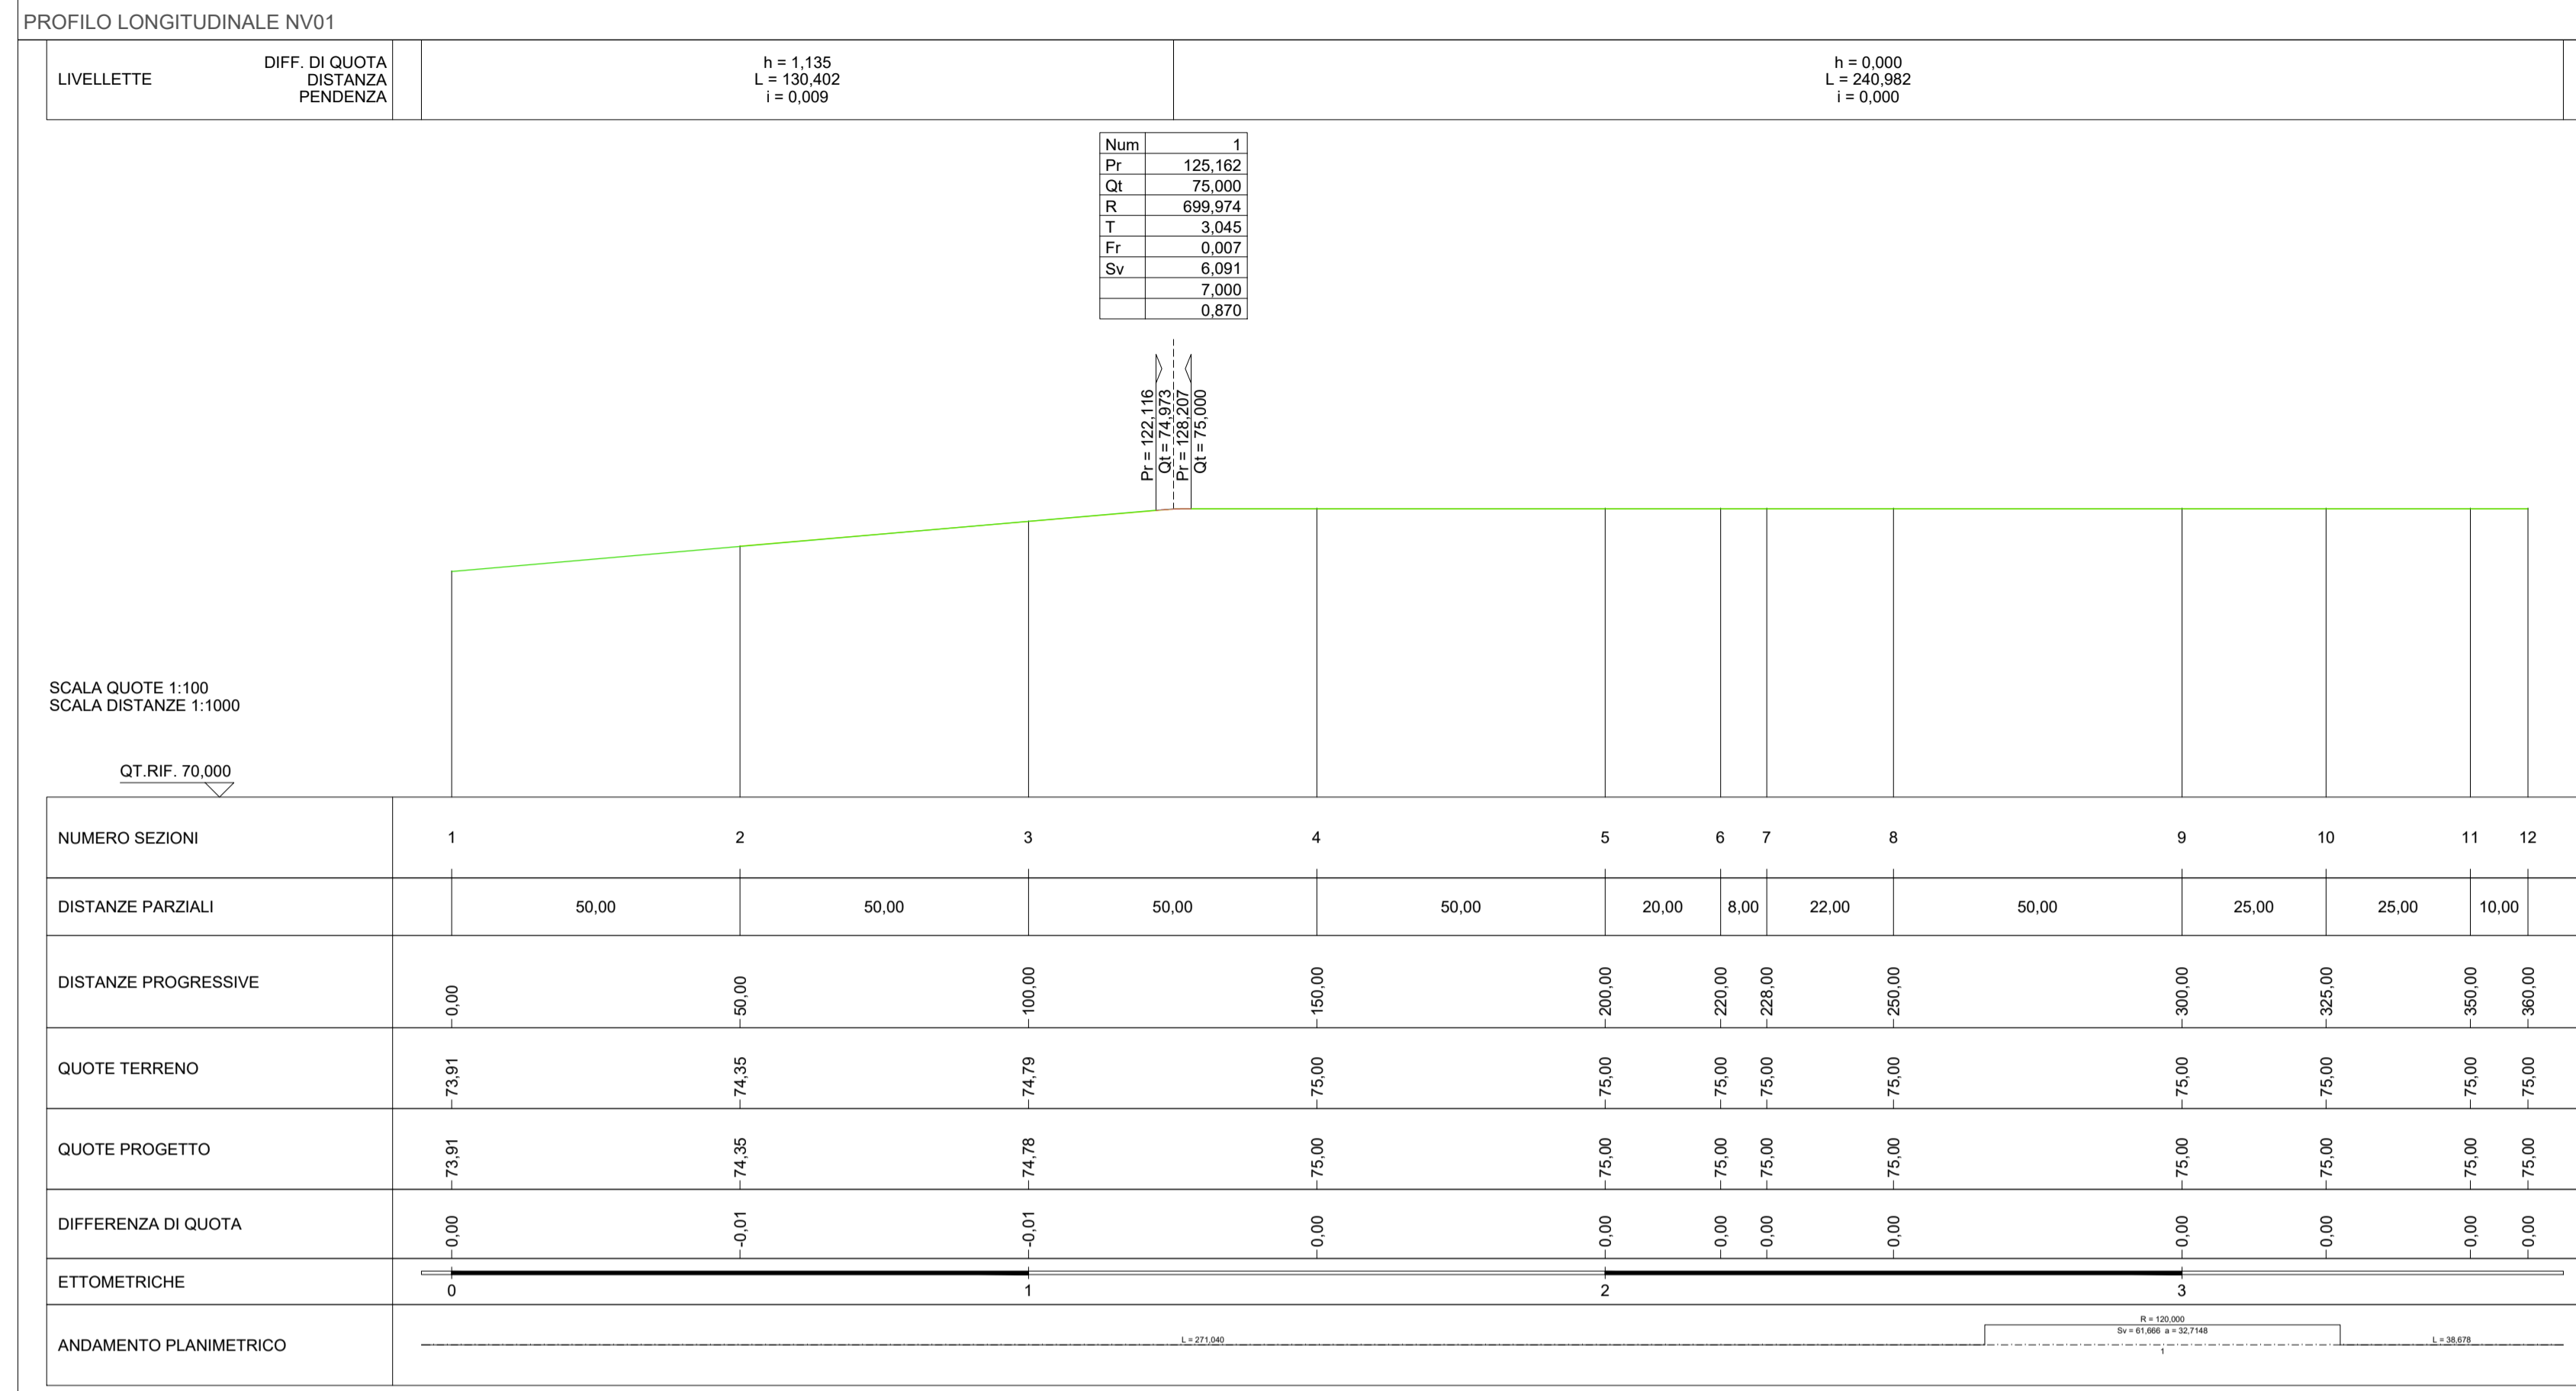 PROFILO LONGITUDINALE NV01
LIVELLETTE
DIFF. DI QUOTA
DISTANZA
PENDENZA
h = 1,135
L = 130,402
i = 0,009
h = 0,000
L = 240,982
i = 0,000
Num 1
Pr 125,162
Qt 75,000
R 699,974
T 3,045
Fr 0,007
Sv 6,091
7,000
0,870
Pr = 122,116
Qt = 74,973
Pr = 128,207
Qt = 75,000
SCALA QUOTE 1:100
SCALA DISTANZE 1:1000
QT.RIF. 70,000
NUMERO SEZIONI 1 2 3 4 5 6 7 8 9 10 11 12
DISTANZE PARZIALI 50,00 50,00 50,00 50,00 20,00 8,00 22,00 50,00 25,00 25,00 10,00
DISTANZE PROGRESSIVE 0,00 50,00 100,00 150,00 200,00 220,00 228,00 250,00 300,00 325,00 350,00 360,00
QUOTE TERRENO 73,91 74,35 74,79 75,00 75,00 75,00 75,00 75,00 75,00 75,00 75,00 75,00
QUOTE PROGETTO 73,91 74,35 74,78 75,00 75,00 75,00 75,00 75,00 75,00 75,00 75,00 75,00
DIFFERENZA DI QUOTA 0,00 -0,01 -0,01 0,00 0,00 0,00 0,00 0,00 0,00 0,00 0,00 0,00
ETTOMETRICHE 0 1 2 3
ANDAMENTO PLANIMETRICO
L = 271,040
R = 120,000
Sv = 61,666 a = 32,7148
1
L = 38,678